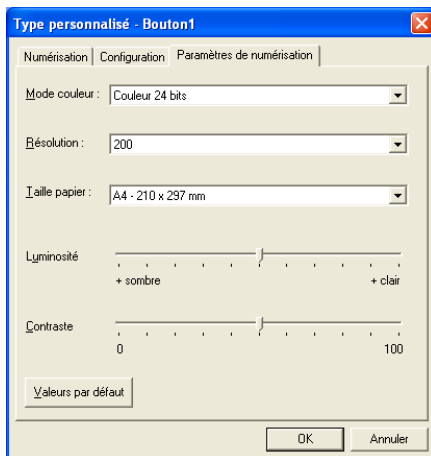 Type personnalisé - Bouton1
Numérisation Configuration Paramètres de numérisation
Mode couleur : Couleur 24 bits
Résolution : 200
Taille papier : A4 - 210 x 297 mm
Luminosité
+ sombre + clair
Contraste
0 100
Valeurs par défaut
OK Annuler